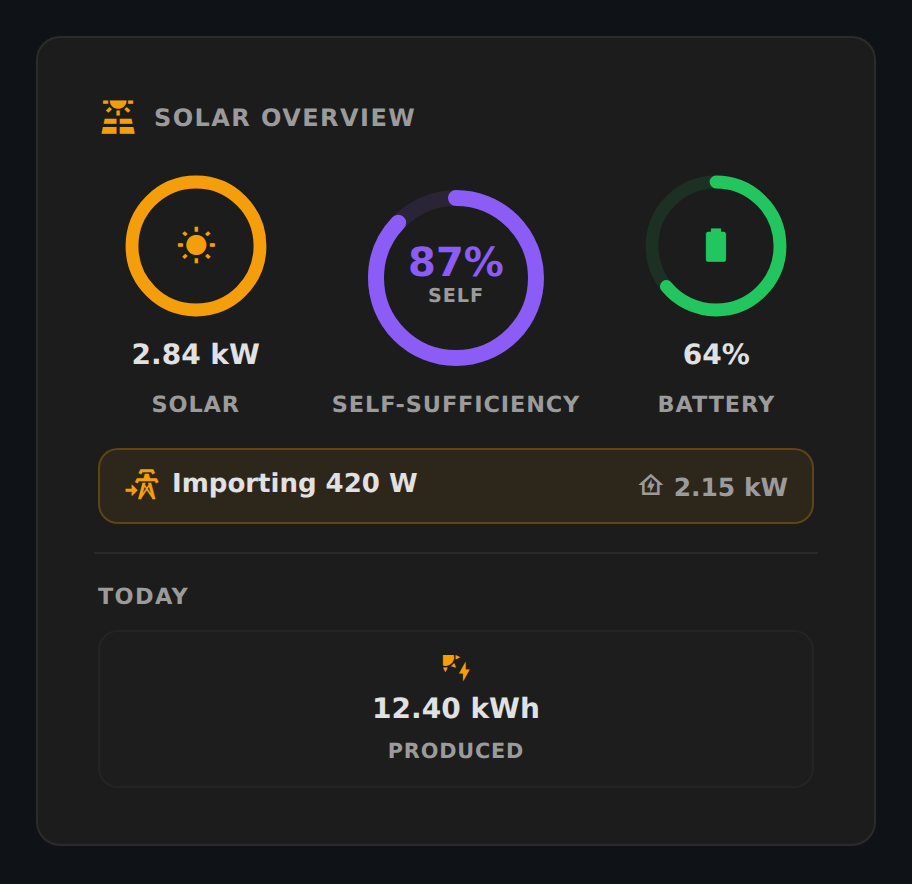 SOLAR OVERVIEW
87%
SELF
2.84 kW
64%
SOLAR
SELF-SUFFICIENCY
BATTERY
Importing 420 W
2.15 kW
TODAY
12.40 kWh
PRODUCED